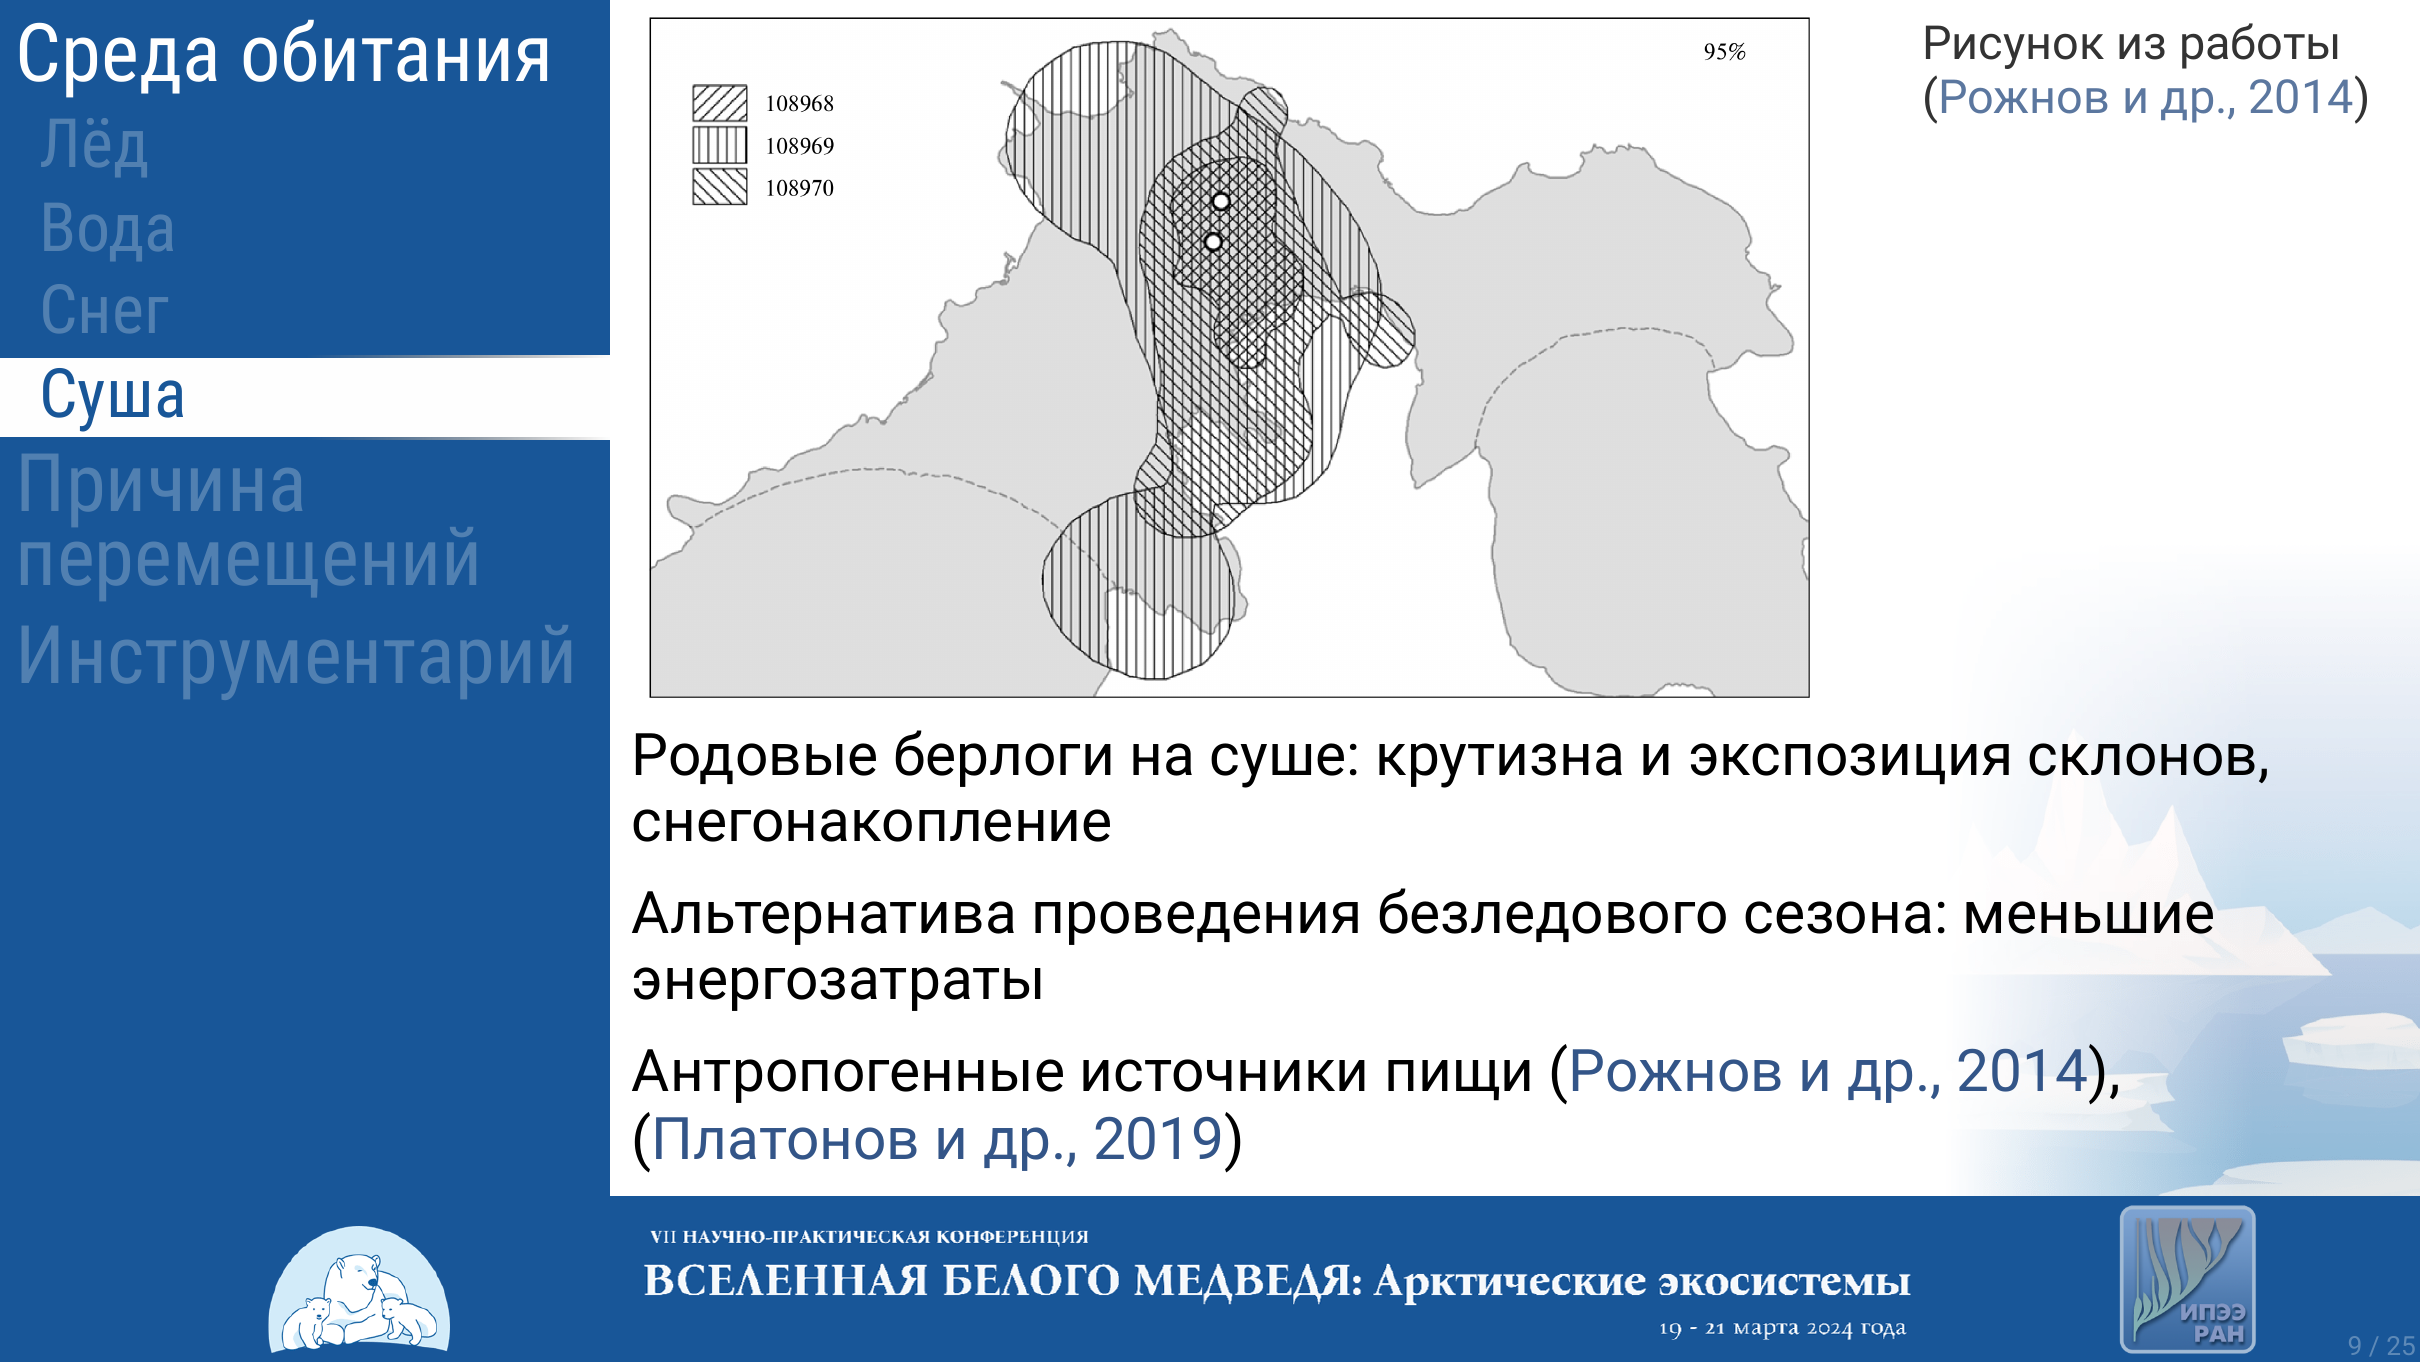 Среда обитания
Лёд
Вода
Снег
Суша
Причина
перемещений
Инструментарий
95%
108968
108969
108970
Рисунок из работы
(Рожнов и др., 2014)
Родовые берлоги на суше: крутизна и экспозиция склонов,
снегонакопление
Альтернатива проведения безледового сезона: меньшие
энергозатраты
Антропогенные источники пищи (Рожнов и др., 2014),
(Платонов и др., 2019)
VII НАУЧНО-ПРАКТИЧЕСКАЯ КОНФЕРЕНЦИЯ
ВСЕЛЕННАЯ БЕЛОГО МЕДВЕДЯ: Арктические экосистемы
19 - 21 марта 2024 года
ИПЭЭ
РАН
9 / 25